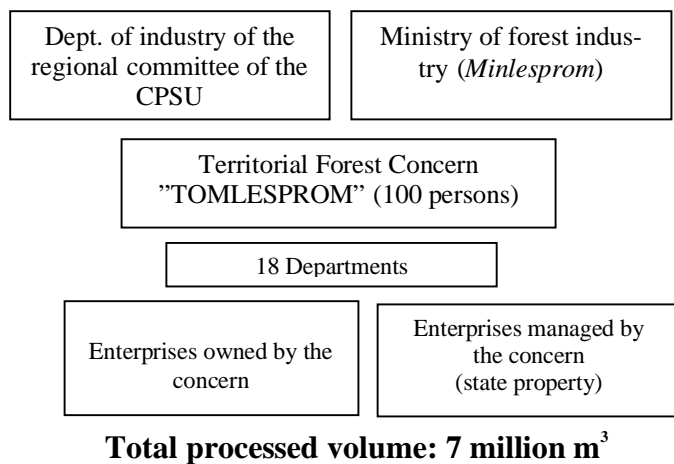 Dept. of industry of the
regional committee of the
CPSU
Ministry of forest indus-
try (Minlesprom)
Territorial Forest Concern
”TOMLESPROM” (100 persons)
18 Departments
Enterprises owned by the
concern
Enterprises managed by
the concern
(state property)
Total processed volume: 7 million m³